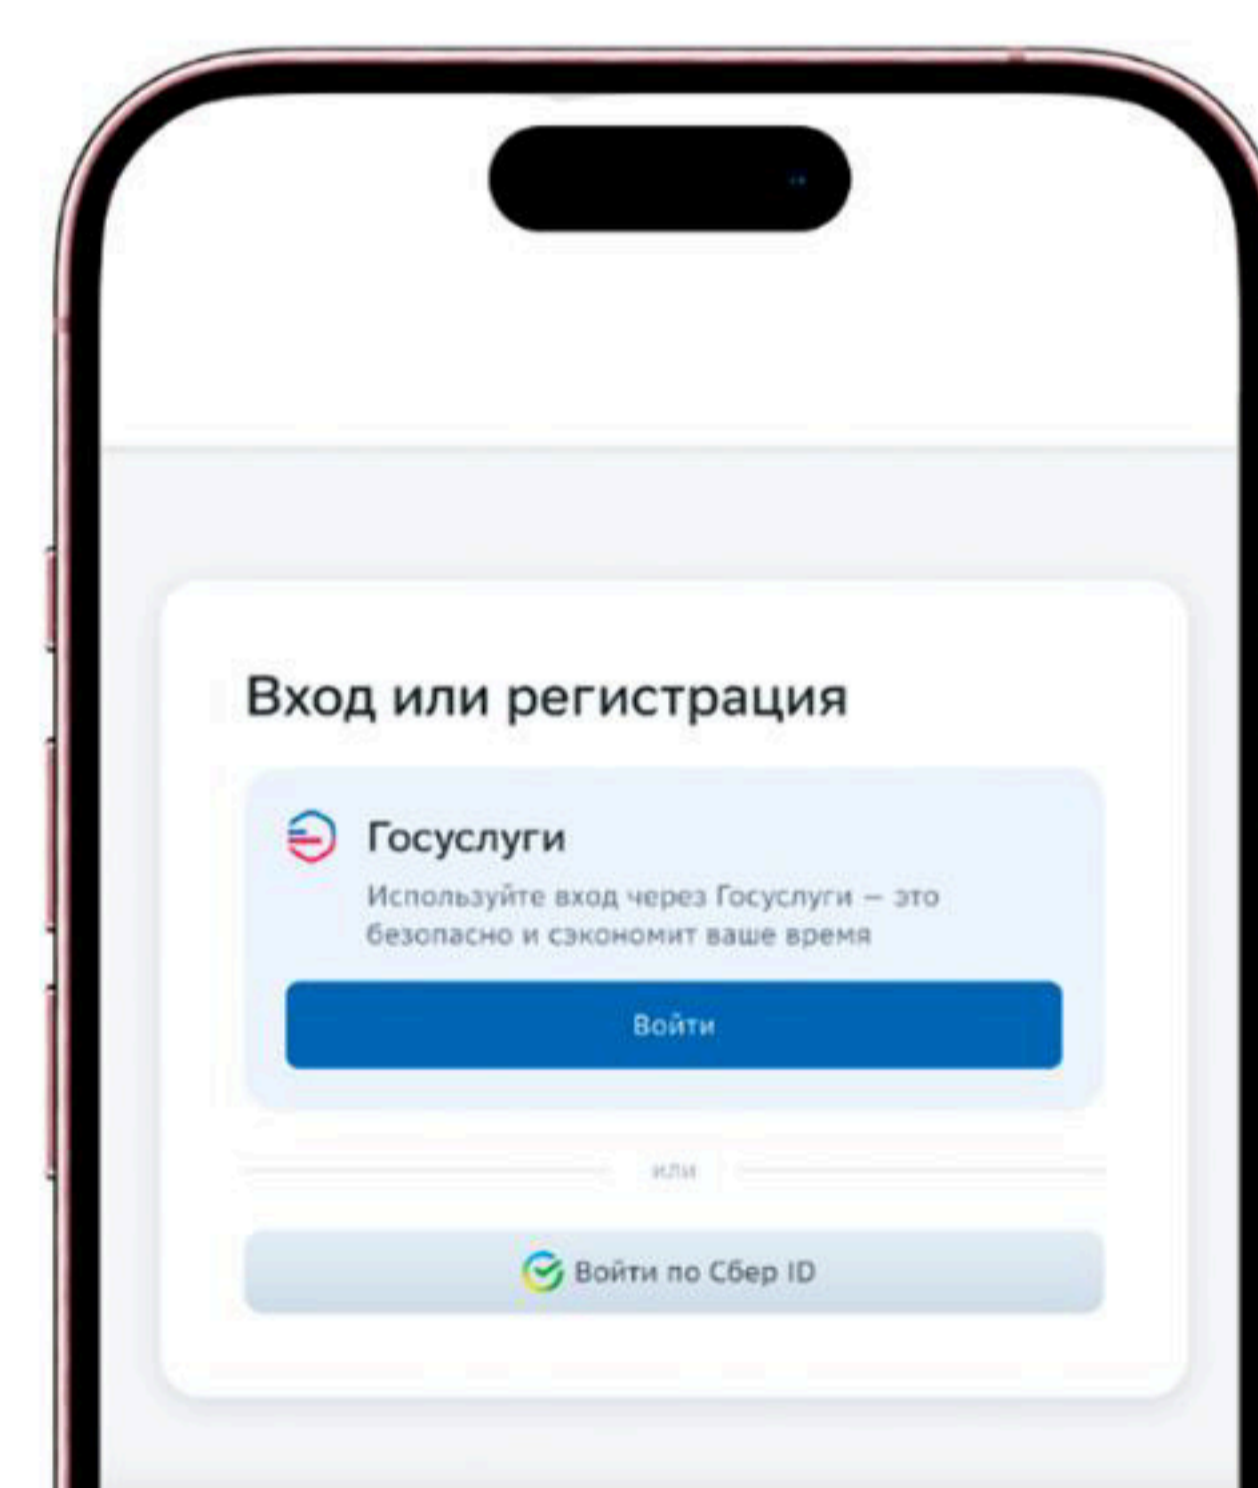 Вход или регистрация
Госуслуги
Используйте вход через Госуслуги — это
безопасно и сэкономит ваше время
Войти
или
Войти по Сбер ID